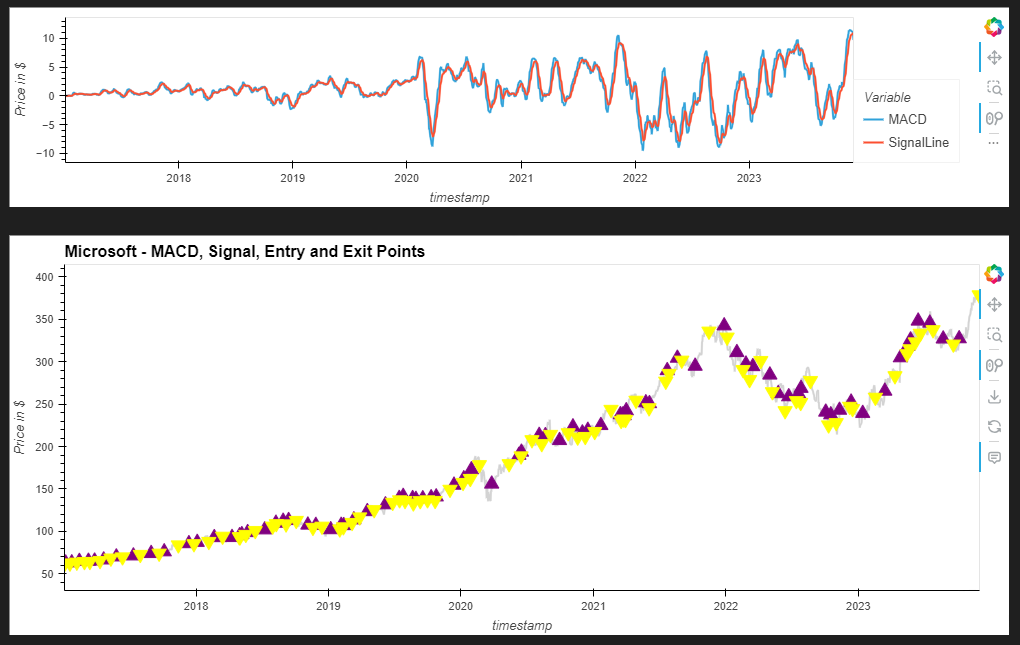 10
5
0
−5
−10
Price in $
2018 2019 2020 2021 2022 2023
timestamp
Variable
MACD
SignalLine
Microsoft - MACD, Signal, Entry and Exit Points
400
350
300
250
200
150
100
50
Price in $
2018 2019 2020 2021 2022 2023
timestamp